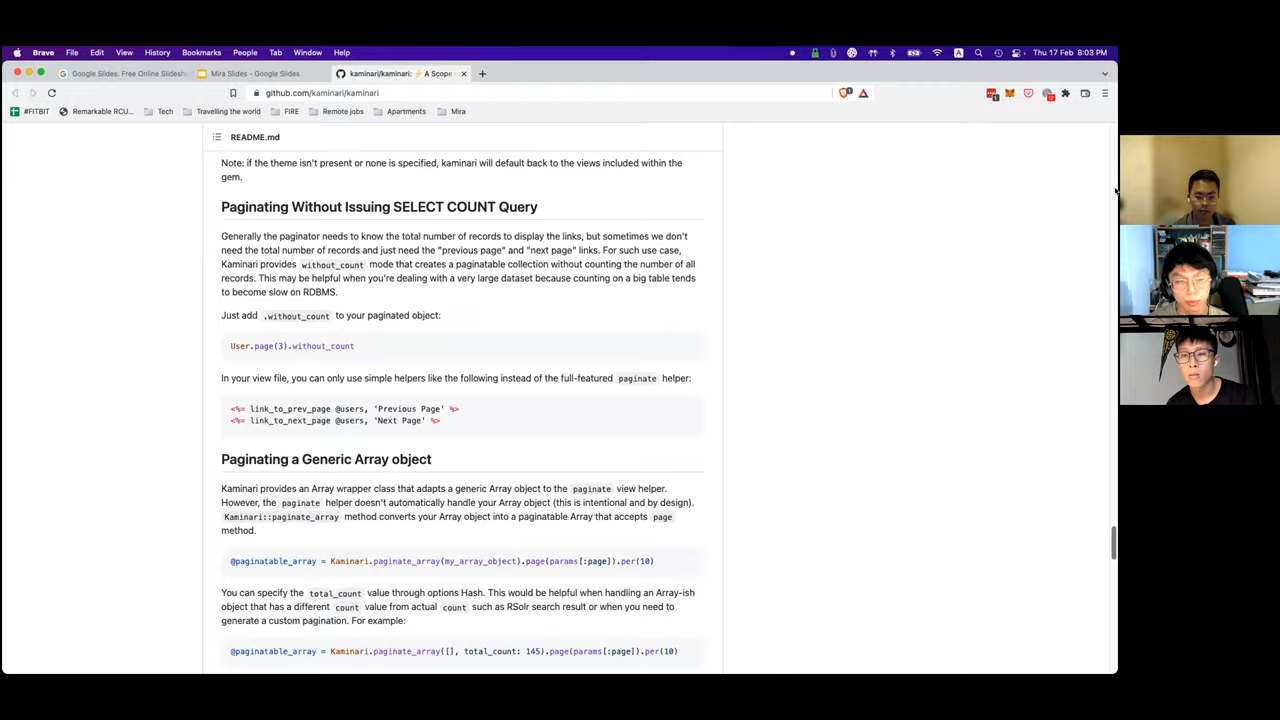 Brave File Edit View History Bookmarks People Tab Window Help Thu 17 Feb 8:03 PM
Google Slides: Free Online Slidesh Mira Slides - Google Slides kaminari/kaminari: ⚡ A Scope
github.com/kaminari/kaminari
#FITBIT Remarkable RCU... Tech Travelling the world FIRE Remote jobs Apartments Mira
README.md
Note: if the theme isn't present or none is specified, kaminari will default back to the views included within the
gem.
Paginating Without Issuing SELECT COUNT Query
Generally the paginator needs to know the total number of records to display the links, but sometimes we don't
need the total number of records and just need the "previous page" and "next page" links. For such use case,
Kaminari provides without_count mode that creates a paginatable collection without counting the number of all
records. This may be helpful when you're dealing with a very large dataset because counting on a big table tends
to become slow on RDBMS.
Just add .without_count to your paginated object:
User.page(3).without_count
In your view file, you can only use simple helpers like the following instead of the full-featured paginate helper:
<%= link_to_prev_page @users, 'Previous Page' %>
<%= link_to_next_page @users, 'Next Page' %>
Paginating a Generic Array object
Kaminari provides an Array wrapper class that adapts a generic Array object to the paginate view helper.
However, the paginate helper doesn't automatically handle your Array object (this is intentional and by design).
Kaminari::paginate_array method converts your Array object into a paginatable Array that accepts page
method.
@paginatable_array = Kaminari.paginate_array(my_array_object).page(params[:page]).per(10)
You can specify the total_count value through options Hash. This would be helpful when handling an Array-ish
object that has a different count value from actual count such as RSolr search result or when you need to
generate a custom pagination. For example:
@paginatable_array = Kaminari.paginate_array([], total_count: 145).page(params[:page]).per(10)